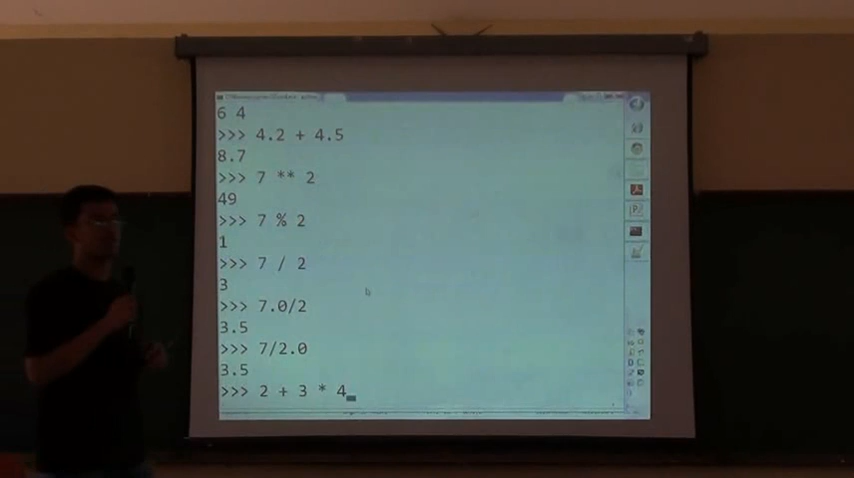 6 4
>>> 4.2 + 4.5
8.7
>>> 7 ** 2
49
>>> 7 % 2
1
>>> 7 / 2
3
>>> 7.0/2
3.5
>>> 7/2.0
3.5
>>> 2 + 3 * 4